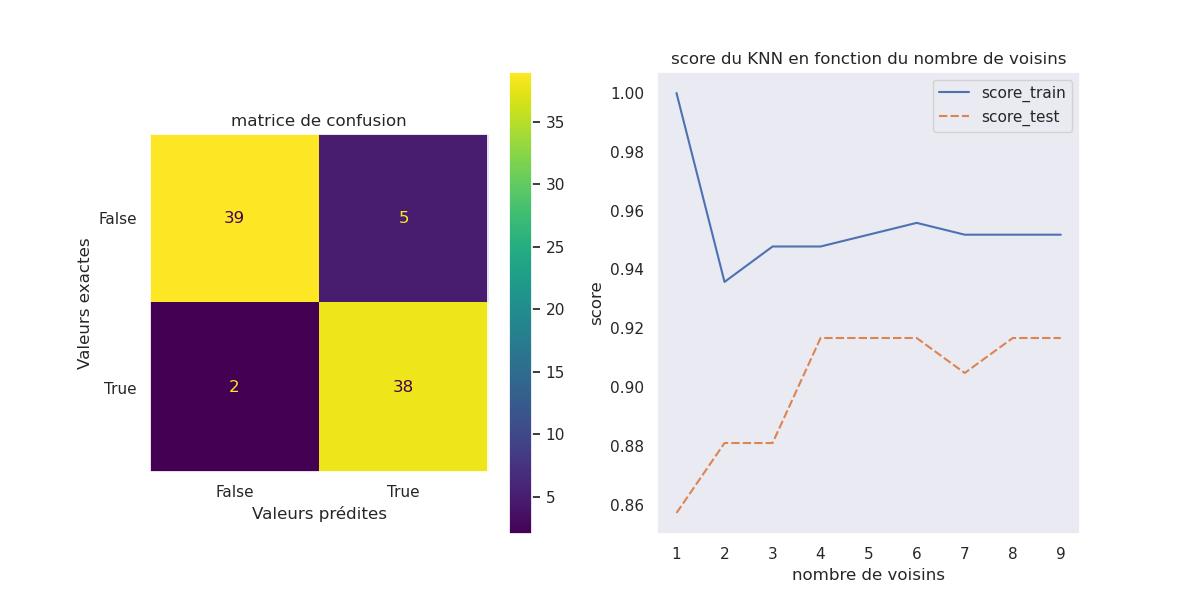 matrice de confusion
Valeurs exactes
False
True
39
5
2
38
False
True
Valeurs prédites
35
30
25
20
15
10
5
score du KNN en fonction du nombre de voisins
score_train
score_test
score
1.00
0.98
0.96
0.94
0.92
0.90
0.88
0.86
1 2 3 4 5 6 7 8 9
nombre de voisins